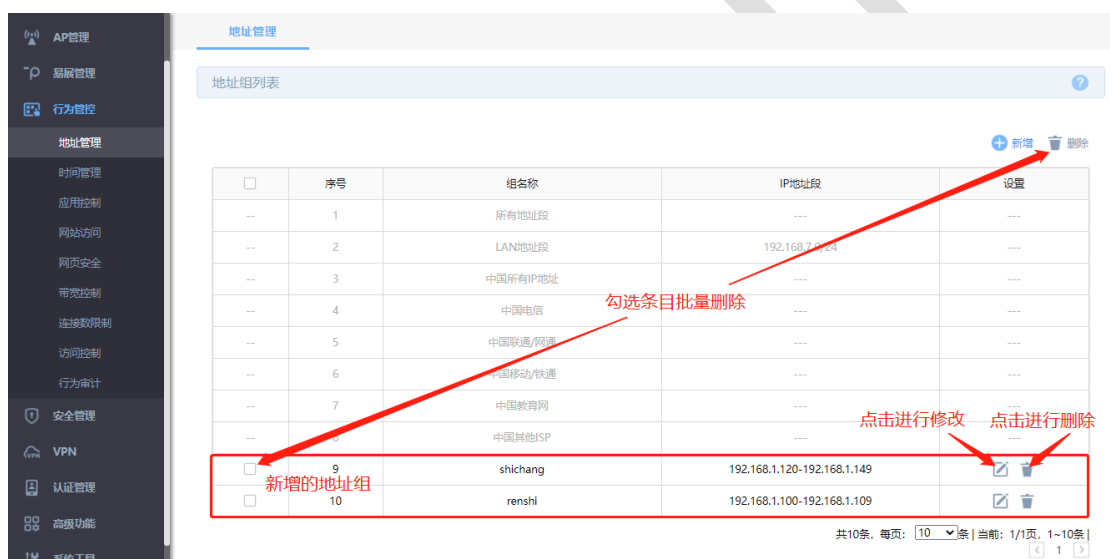 AP管理
易展管理
行为管控
地址管理
时间管理
应用控制
网站访问
网页安全
带宽控制
连接数限制
访问控制
行为审计
安全管理
VPN
认证管理
高级功能
系统工具
地址管理
地址组列表
新增 删除
序号 组名称 IP地址段 设置
-- 1 所有地址段 --- ---
-- 2 LAN地址段 192.168.7.0/24 ---
-- 3 中国所有IP地址 --- ---
勾选条目批量删除
-- 4 中国电信 --- ---
-- 5 中国联通/网通 --- ---
-- 6 中国移动/铁通 --- ---
-- 7 中国教育网 --- ---
点击进行修改 点击进行删除
-- 8 中国其他ISP --- ---
9 shichang 192.168.1.120-192.168.1.149
新增的地址组
10 renshi 192.168.1.100-192.168.1.109
共10条, 每页: 10 条 | 当前: 1/1页, 1~10条 |
< 1 >